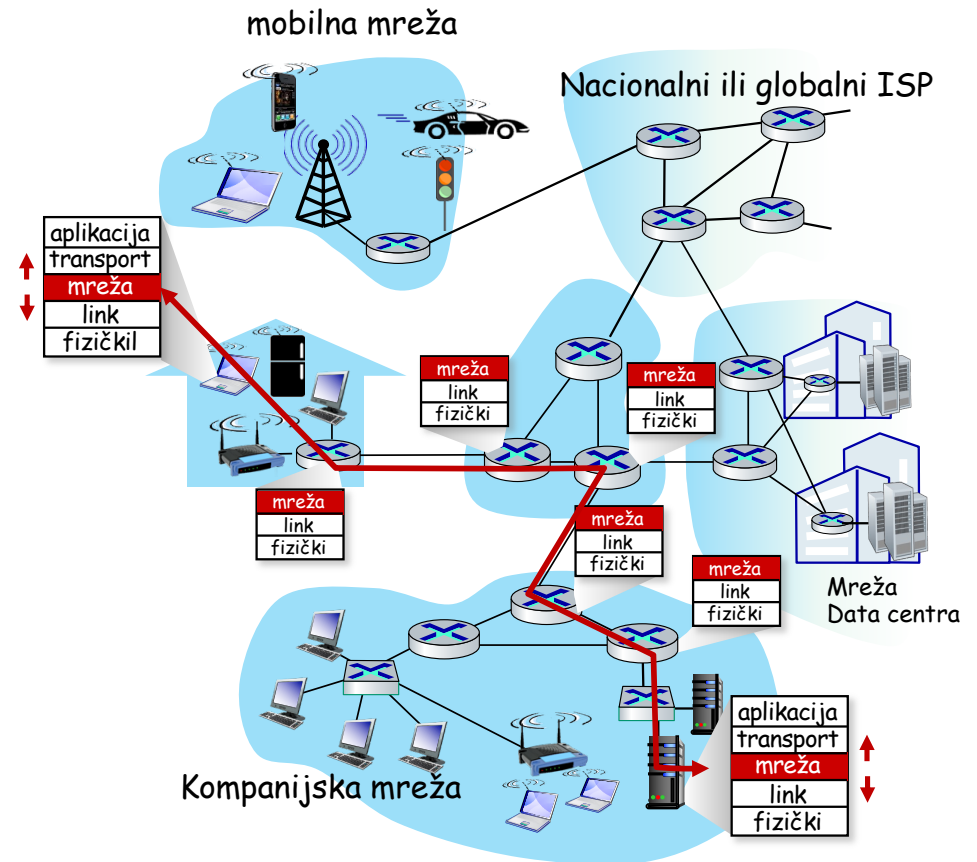 mobilna mreža
Nacionalni ili globalni ISP
aplikacija
transport
mreža
link
fizičkil
mreža
link
fizički
mreža
link
fizički
mreža
link
fizički
mreža
link
fizički
mreža
link
fizički
Mreža
Data centra
Kompanijska mreža
aplikacija
transport
mreža
link
fizički